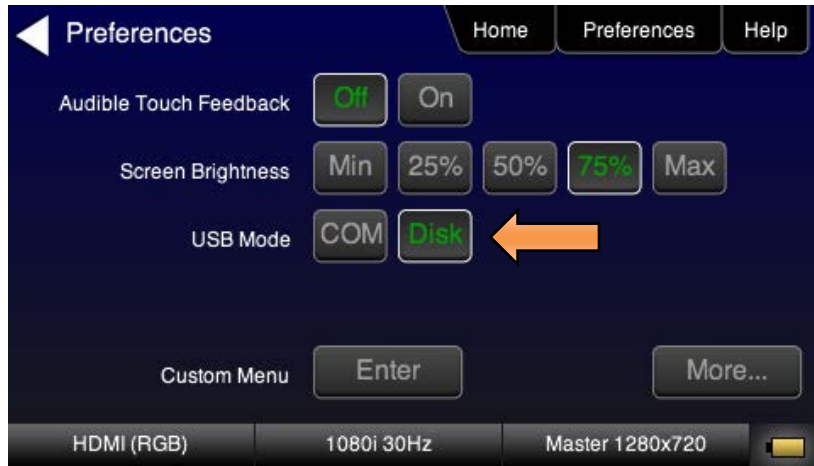 Preferences Home Preferences Help
Audible Touch Feedback Off On
Screen Brightness Min 25% 50% 75% Max
USB Mode COM Disk
Custom Menu Enter More...
HDMI (RGB) 1080i 30Hz Master 1280x720